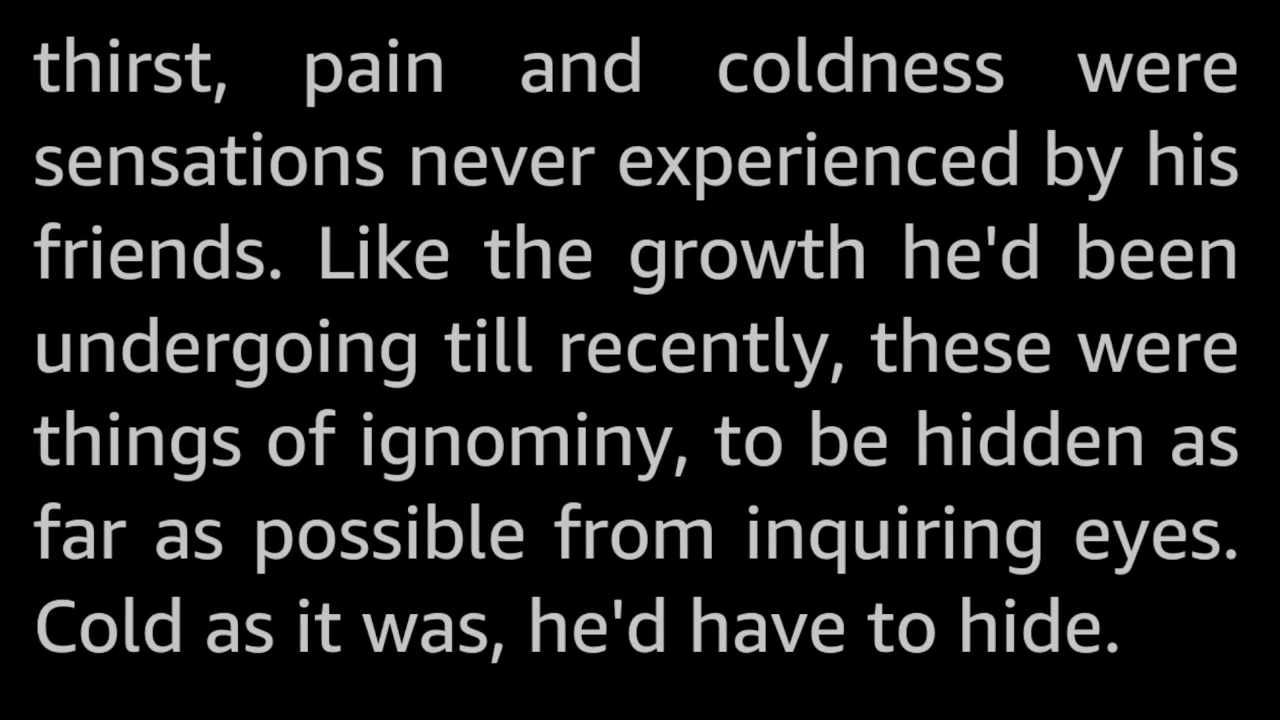 thirst, pain and coldness were
sensations never experienced by his
friends. Like the growth he'd been
undergoing till recently, these were
things of ignominy, to be hidden as
far as possible from inquiring eyes.
Cold as it was, he'd have to hide.